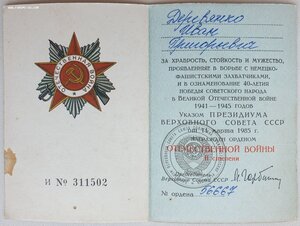 ОТЕЧЕСТВЕННАЯ ВОЙНА
И № 311502
Деревенко
Иван
Григорьевич
ЗА ХРАБРОСТЬ, СТОЙКОСТЬ И МУЖЕСТВО,
ПРОЯВЛЕННЫЕ В БОРЬБЕ С НЕМЕЦКО-
ФАШИСТСКИМИ ЗАХВАТЧИКАМИ,
И В ОЗНАМЕНОВАНИЕ 40-ЛЕТИЯ
ПОБЕДЫ СОВЕТСКОГО НАРОДА
В ВЕЛИКОЙ ОТЕЧЕСТВЕННОЙ ВОЙНЕ
1941—1945 ГОДОВ
УКАЗОМ ПРЕЗИДИУМА
ВЕРХОВНОГО СОВЕТА СССР
от 11 марта 1985 г.
НАГРАЖДЕН ОРДЕНОМ
ОТЕЧЕСТВЕННОЙ ВОЙНЫ
II СТЕПЕНИ
Верховного Совета СССР
№ ордена 56667